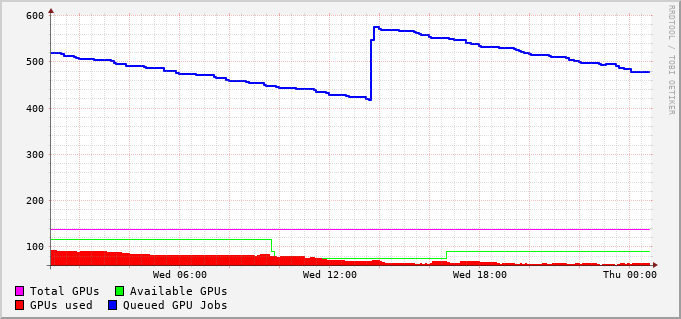 600
500
400
300
200
100
Wed 06:00
Wed 12:00
Wed 18:00
Thu 00:00
Total GPUs
Available GPUs
GPUs used
Queued GPU Jobs
RRDTOOL / TOBI OETIKER